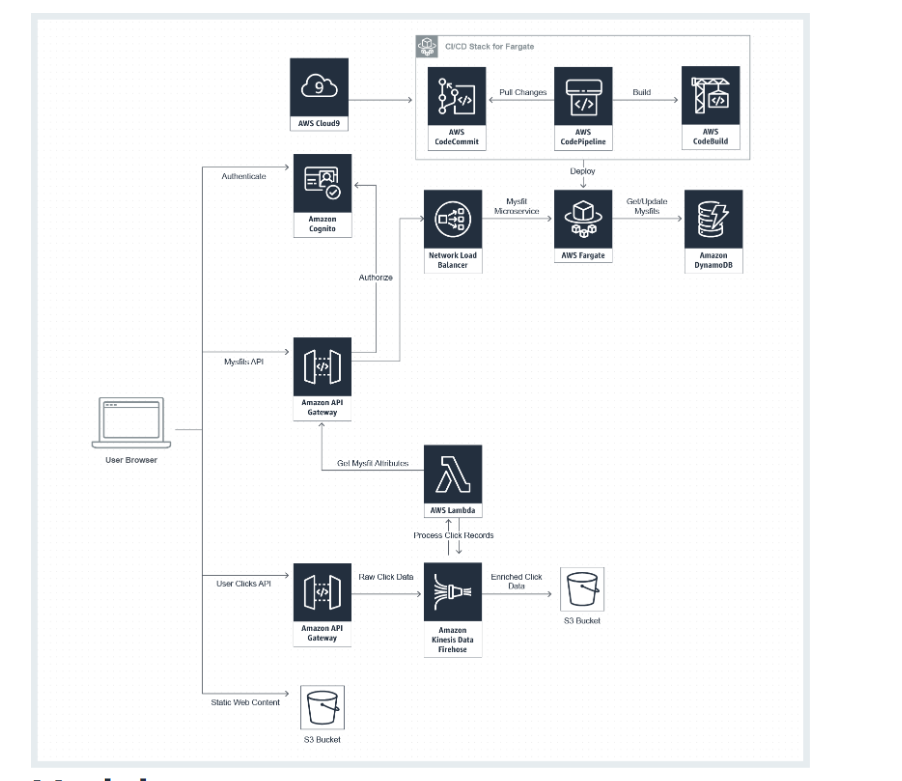 CI/CD Stack for Fargate
9
AWS Cloud9
AWS
CodeCommit
Pull Changes
AWS
CodePipeline
Build
AWS
CodeBuild
Deploy
Authenticate
Amazon
Cognito
Authorize
Network Load
Balancer
Mysfit
Microservice
AWS Fargate
Get/Update
Mysfits
Amazon
DynamoDB
Mysfits API
Amazon API
Gateway
User Browser
Get Mysfit Attributes
AWS Lambda
Process Click Records
User Clicks API
Amazon API
Gateway
Raw Click Data
Amazon
Kinesis Data
Firehose
Enriched Click
Data
S3 Bucket
Static Web Content
S3 Bucket